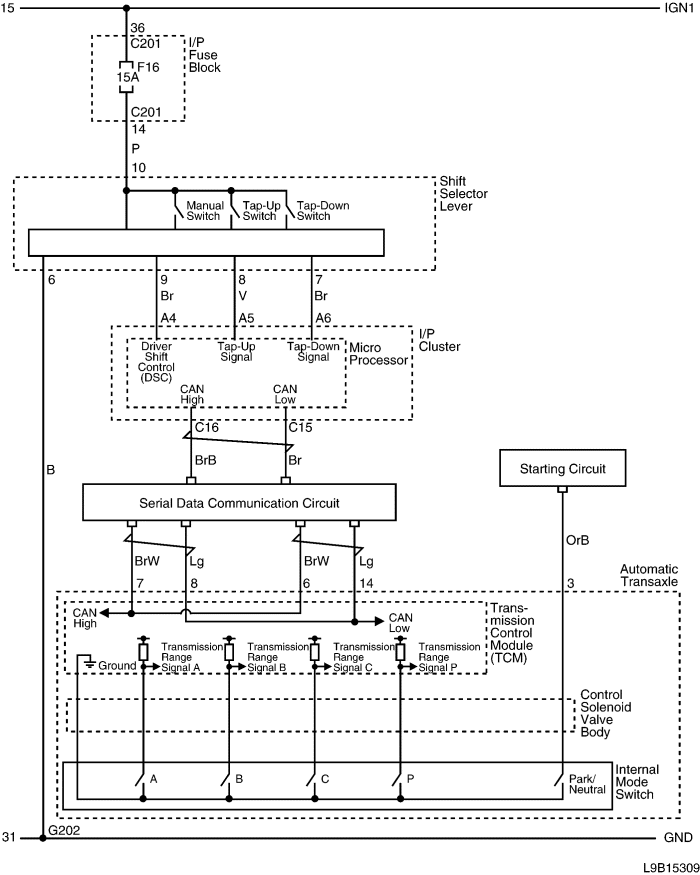 15 IGN1
36
C201
I/P
Fuse
Block
F16
15A
C201
14
P
10
Shift
Selector
Lever
Manual
Switch
Tap-Up
Switch
Tap-Down
Switch
6 9 8 7
Br V Br
A4 A5 A6
I/P
Cluster
Driver
Shift
Control
(DSC)
Tap-Up
Signal
Tap-Down
Signal
Micro
Processor
CAN
High
CAN
Low
C16 C15
BrB Br
B
Starting Circuit
Serial Data Communication Circuit
OrB
BrW Lg BrW Lg
7 8 6 14 3
Automatic
Transaxle
CAN
High
CAN
Low
Trans-
mission
Control
Module
(TCM)
Ground
Transmission
Range
Signal A
Transmission
Range
Signal B
Transmission
Range
Signal C
Transmission
Range
Signal P
Control
Solenoid
Valve
Body
A B C P
Park/
Neutral
Internal
Mode
Switch
G202
31 GND
L9B15309